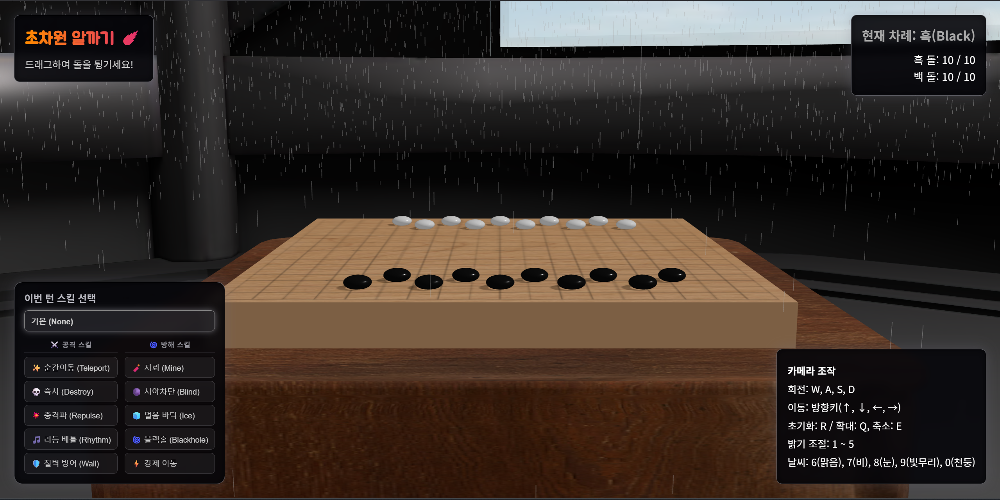 초차원 알까기
드래그하여 돌을 튕기세요!
현재 차례: 흑(Black)
흑 돌: 10 / 10
백 돌: 10 / 10
이번 턴 스킬 선택
기본 (None)
공격 스킬
방해 스킬
순간이동 (Teleport)
지뢰 (Mine)
즉사 (Destroy)
시야차단 (Blind)
충격파 (Repulse)
얼음 바닥 (Ice)
리듬 배틀 (Rhythm)
블랙홀 (Blackhole)
철벽 방어 (Wall)
강제 이동
카메라 조작
회전: W, A, S, D
이동: 방향키(↑, ↓, ←, →)
초기화: R / 확대: Q, 축소: E
밝기 조절: 1 ~ 5
날씨: 6(맑음), 7(비), 8(눈), 9(빛무리), 0(천둥)